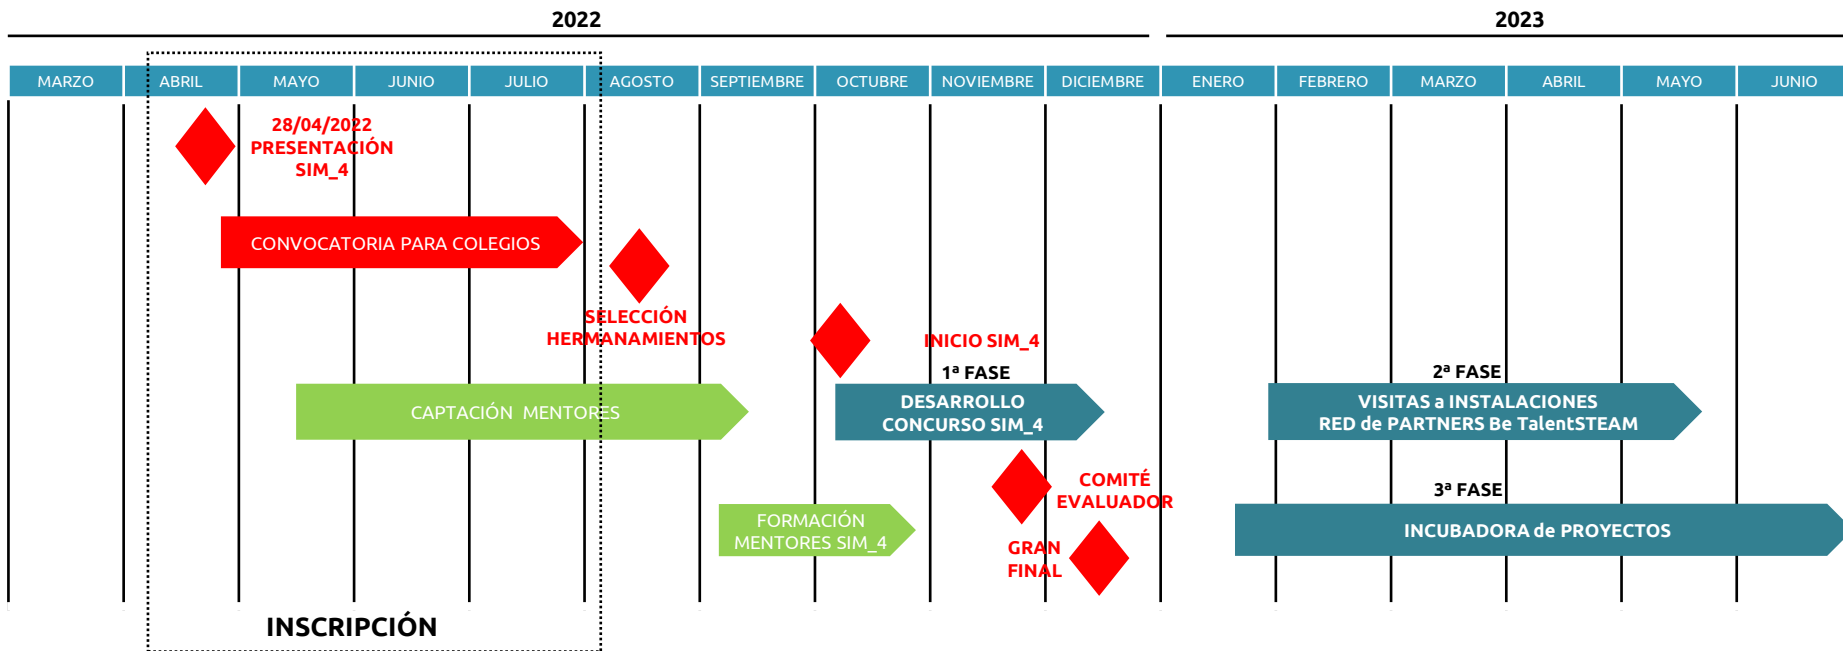 2022
2023
MARZO
ABRIL
MAYO
JUNIO
JULIO
AGOSTO
SEPTIEMBRE
OCTUBRE
NOVIEMBRE
DICIEMBRE
ENERO
FEBRERO
MARZO
ABRIL
MAYO
JUNIO
28/04/2022
PRESENTACIÓN
SIM_4
CONVOCATORIA PARA COLEGIOS
SELECCIÓN
HERMANAMIENTOS
INICIO SIM_4
1ª FASE
DESARROLLO
CONCURSO SIM_4
CAPTACIÓN MENTORES
2ª FASE
VISITAS a INSTALACIONES
RED de PARTNERS Be TalentSTEAM
COMITÉ
EVALUADOR
FORMACIÓN
MENTORES SIM_4
GRAN
FINAL
3ª FASE
INCUBADORA de PROYECTOS
INSCRIPCIÓN